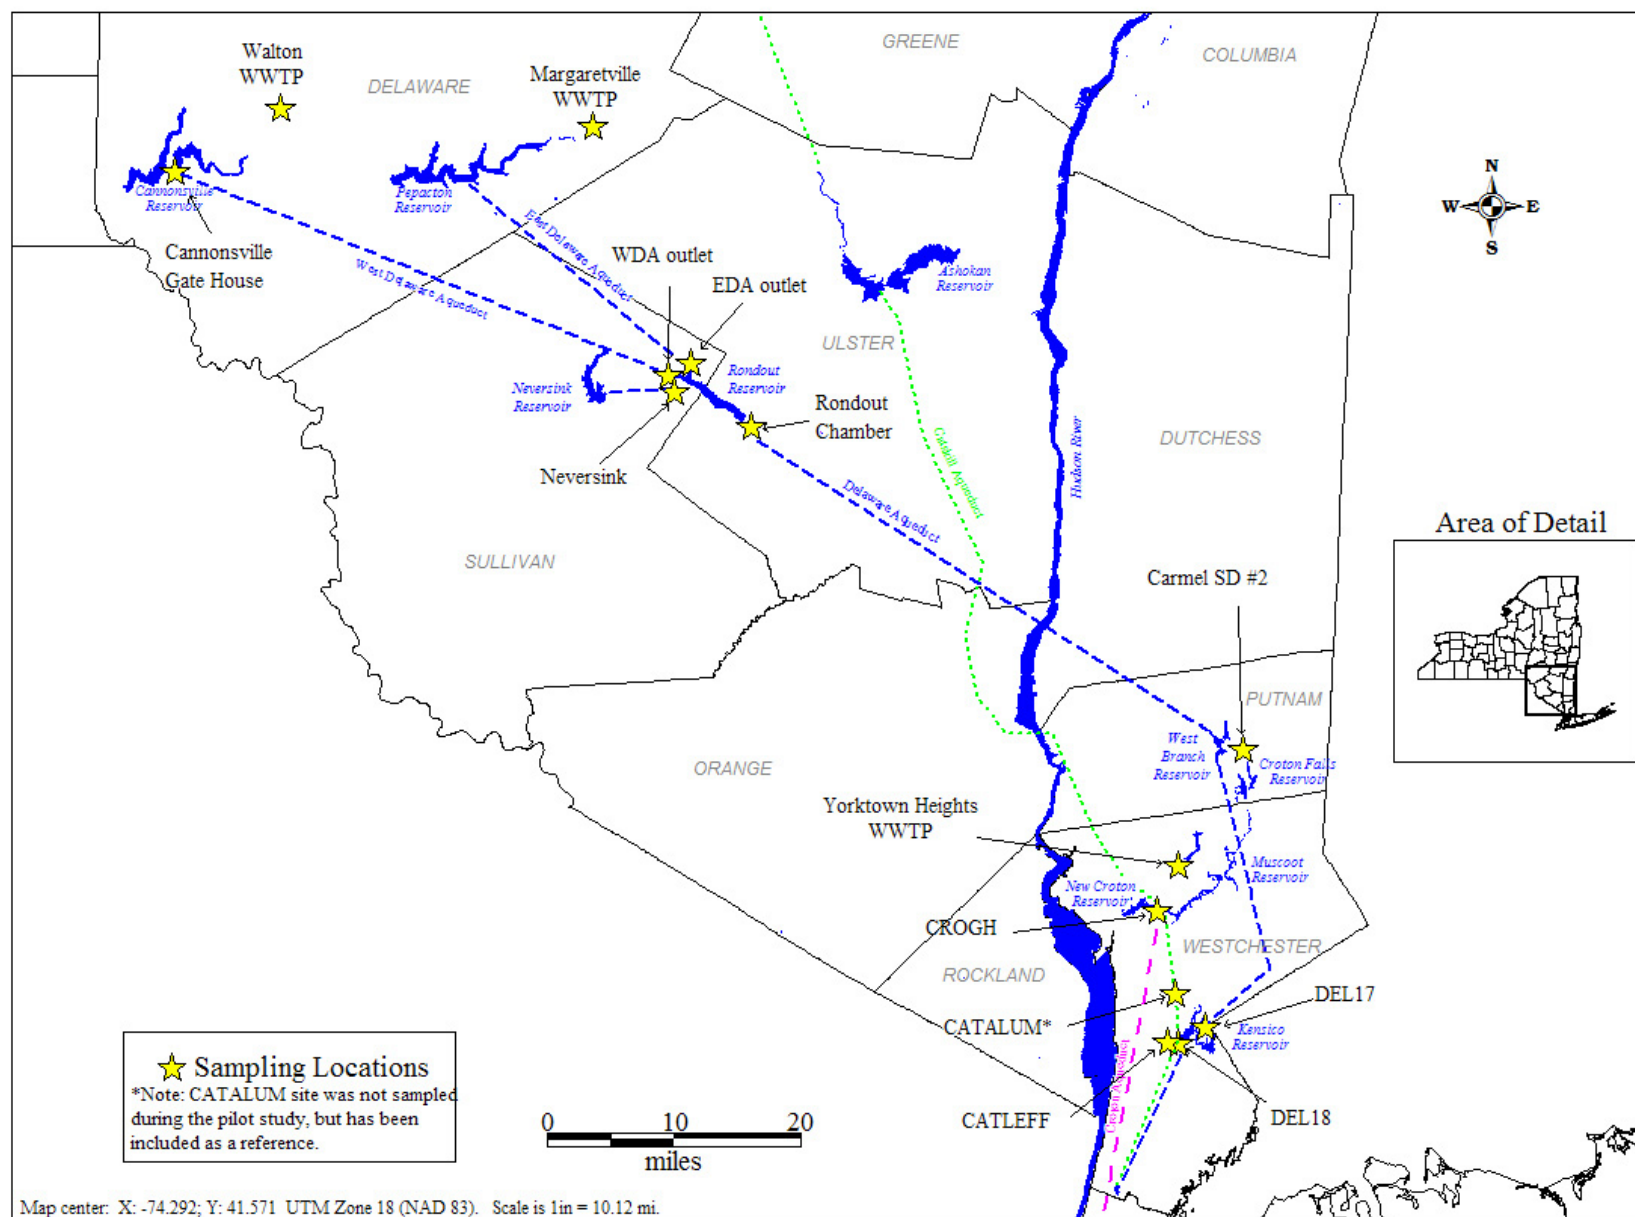 Walton
WWTP
DELAWARE
Margaretville
WWTP
GREENE
COLUMBIA
N
W
E
S
Cannonsville
Reservoir
Pepacton
Reservoir
Cannonsville
Gate House
West Delaware Aqueduct
East Delaware Aqueduct
WDA outlet
EDA outlet
Ashokan
Reservoir
ULSTER
Neversink
Reservoir
Rondout
Reservoir
Rondout
Chamber
Neversink
Catskill Aqueduct
Delaware Aqueduct
Hudson River
DUTCHESS
SULLIVAN
Area of Detail
Carmel SD #2
PUTNAM
West
Branch
Reservoir
Croton Falls
Reservoir
ORANGE
Yorktown Heights
WWTP
Muscoot
Reservoir
New Croton
Reservoir
CROGH
WESTCHESTER
ROCKLAND
DEL17
CATALUM*
Kensico
Reservoir
Croton Aqueduct
CATLEFF
DEL18
Sampling Locations
*Note: CATALUM site was not sampled
during the pilot study, but has been
included as a reference.
0 10 20
miles
Map center: X: -74.292; Y: 41.571 UTM Zone 18 (NAD 83). Scale is 1in = 10.12 mi.